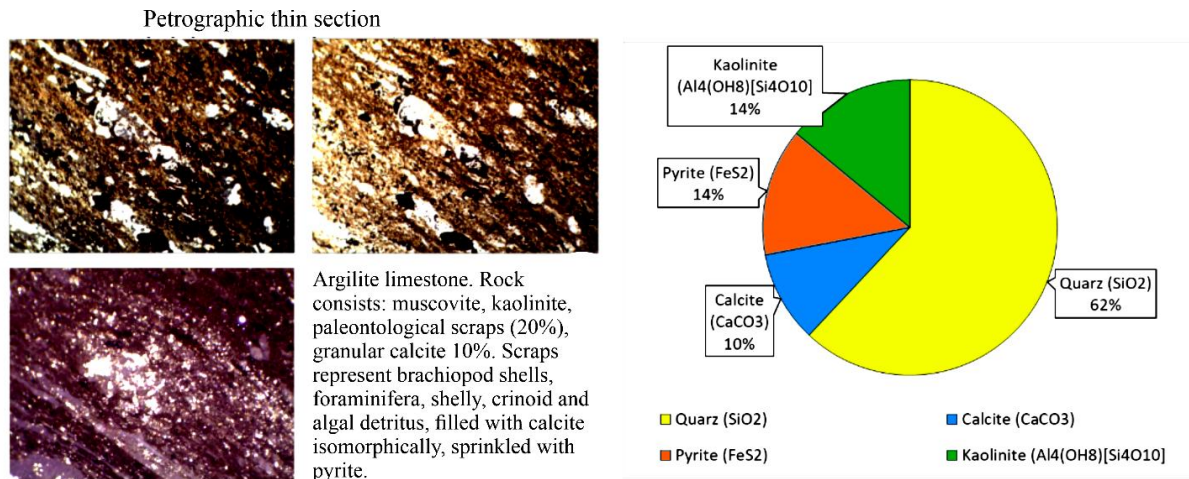 Petrographic thin section
Argilite limestone. Rock
consists: muscovite, kaolinite,
paleontological scraps (20%),
granular calcite 10%. Scraps
represent brachiopod shells,
foraminifera, shelly, crinoid and
algal detritus, filled with calcite
isomorphically, sprinkled with
pyrite.
Kaolinite
(Al4(OH8)[Si4O10]
14%
Pyrite (FeS2)
14%
Calcite
(CaCO3)
10%
Quarz (SiO2)
62%
Quarz (SiO2)
Calcite (CaCO3)
Pyrite (FeS2)
Kaolinite (Al4(OH8)[Si4O10]